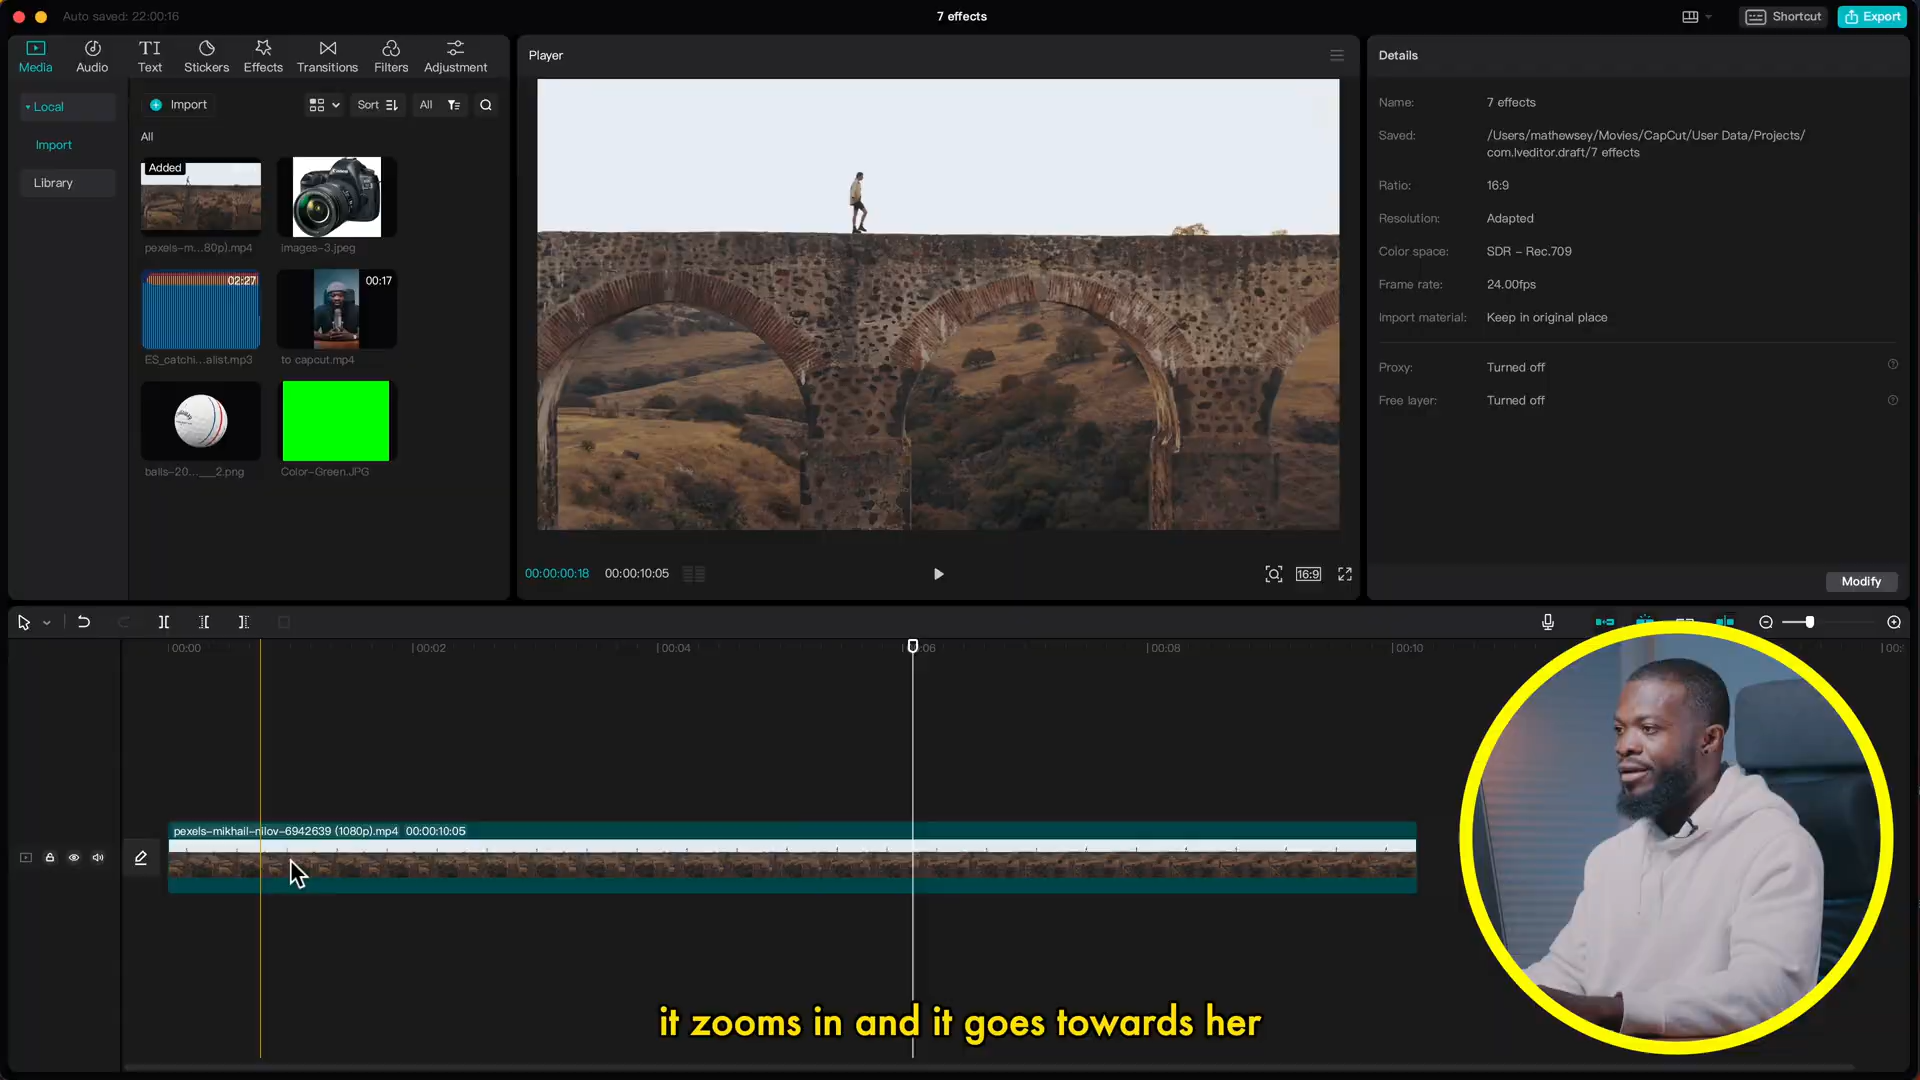 Auto saved: 22:00:16
7 effects
Shortcut
Export
Media
Audio
TI
Text
Stickers
Effects
Transitions
Filters
Adjustment
Local
Import
Library
Import
Sort
All
All
Added
pexels-m...80p).mp4
images-3.jpeg
02:27
ES_catchi...alist.mp3
00:17
to capcut.mp4
balls-20...___2.png
Color-Green.JPG
Player
00:00:00:18
00:00:10:05
16:9
Details
Name: 7 effects
Saved: /Users/mathewsey/Movies/CapCut/User Data/Projects/
com.lveditor.draft/7 effects
Ratio: 16:9
Resolution: Adapted
Color space: SDR - Rec.709
Frame rate: 24.00fps
Import material: Keep in original place
Proxy: Turned off
Free layer: Turned off
Modify
00:00
00:02
00:04
00:08
00:10
pexels-mikhail-nilov-6942639 (1080p).mp4 00:00:10:05
it zooms in and it goes towards her